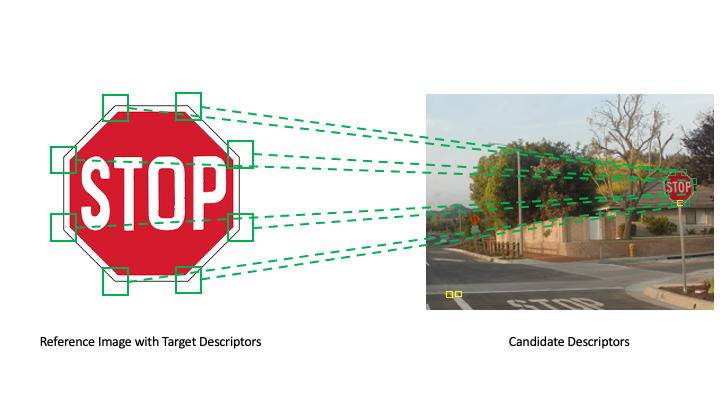 STOP
STOP
STOP
Reference Image with Target Descriptors
Candidate Descriptors